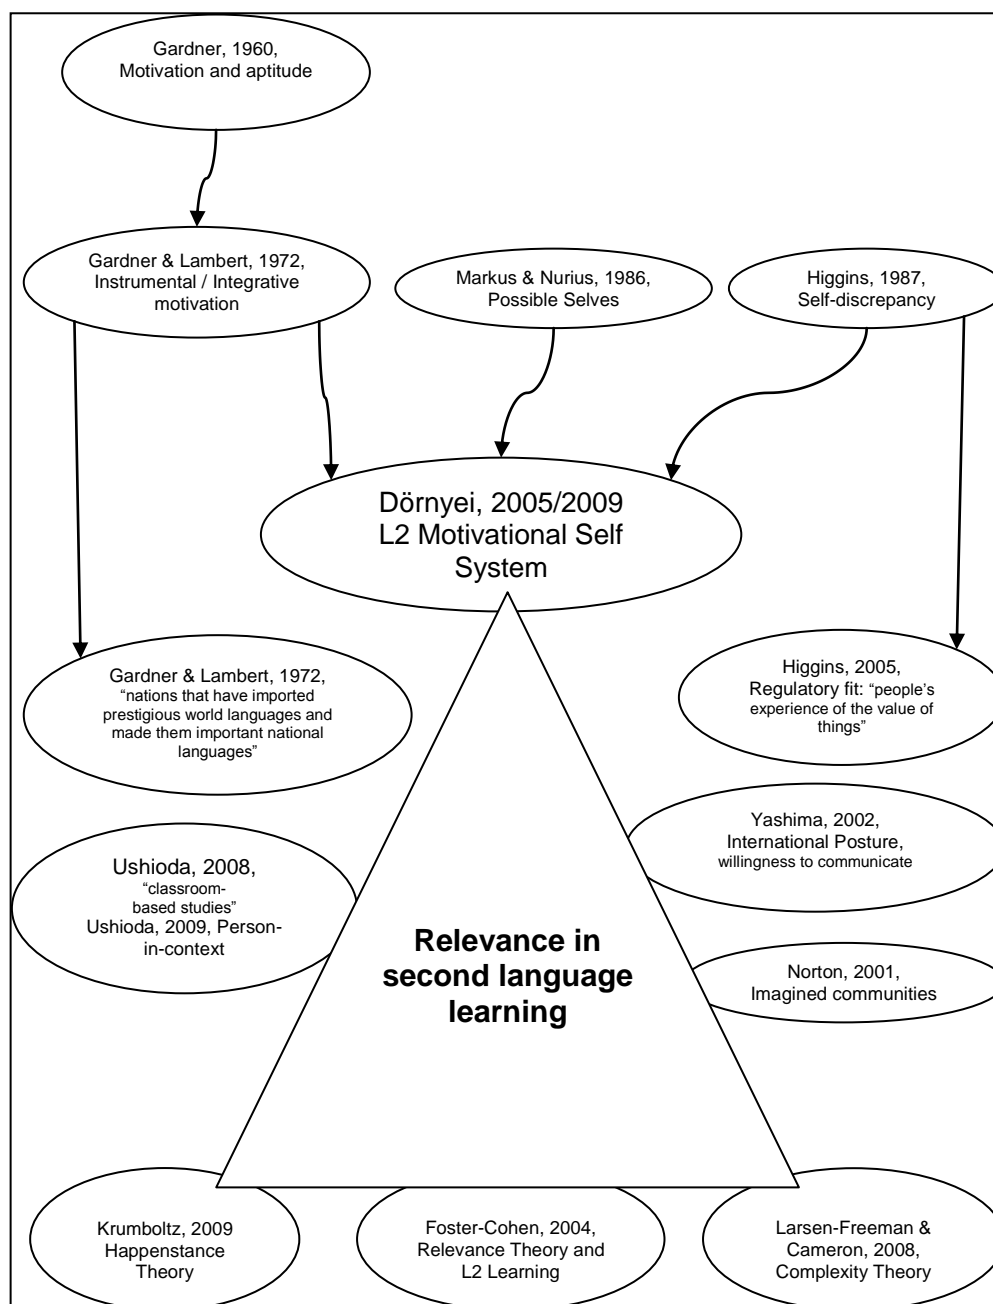 Gardner, 1960,
Motivation and aptitude
Gardner & Lambert, 1972,
Instrumental / Integrative
motivation
Markus & Nurius, 1986,
Possible Selves
Higgins, 1987,
Self-discrepancy
Dörnyei, 2005/2009
L2 Motivational Self
System
Gardner & Lambert, 1972,
“nations that have imported
prestigious world languages and
made them important national
languages”
Higgins, 2005,
Regulatory fit: “people’s
experience of the value of
things”
Yashima, 2002,
International Posture,
willingness to communicate
Ushioda, 2008,
“classroom-
based studies”
Ushioda, 2009, Person-
in-context
Relevance in
second language
learning
Norton, 2001,
Imagined communities
Krumboltz, 2009
Happenstance
Theory
Foster-Cohen, 2004,
Relevance Theory and
L2 Learning
Larsen-Freeman &
Cameron, 2008,
Complexity Theory